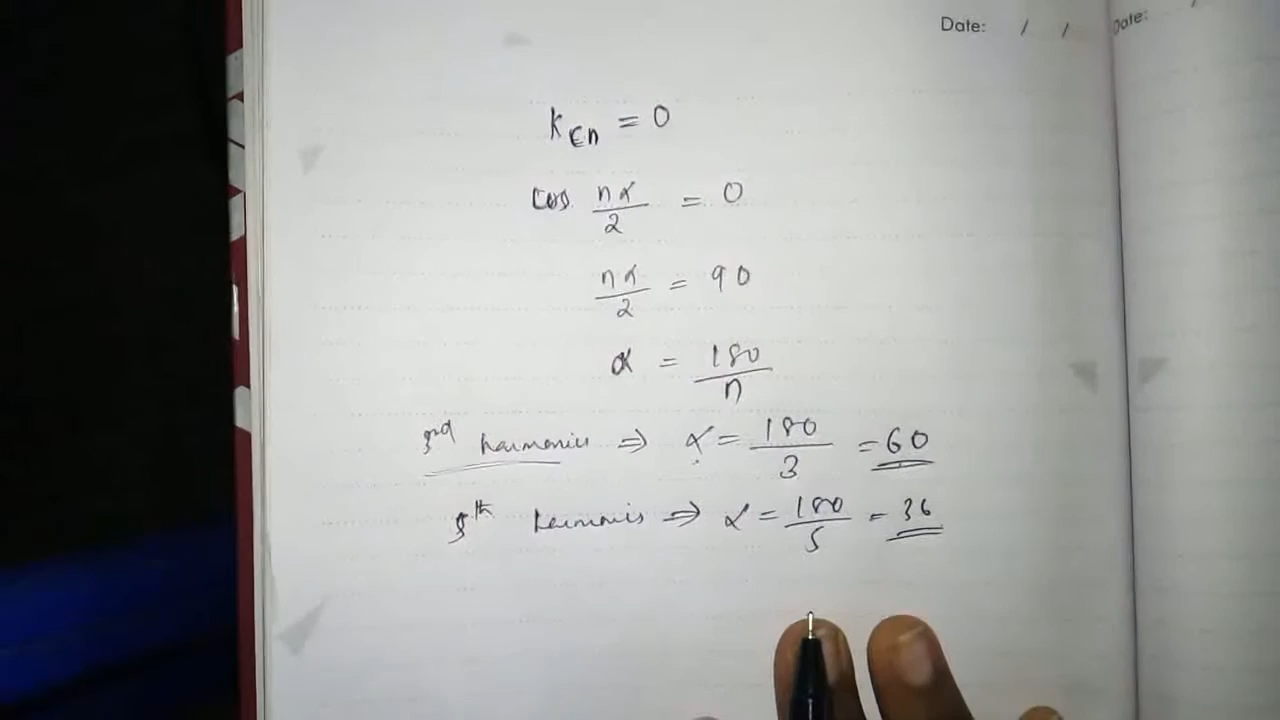 Date: / / Date: /
K_Cn = 0
Cos nα/2 = 0
nα/2 = 90
α = 180/n
3rd harmonics ⇒ α = 180/3 = 60
5th harmonics ⇒ α = 180/5 = 36